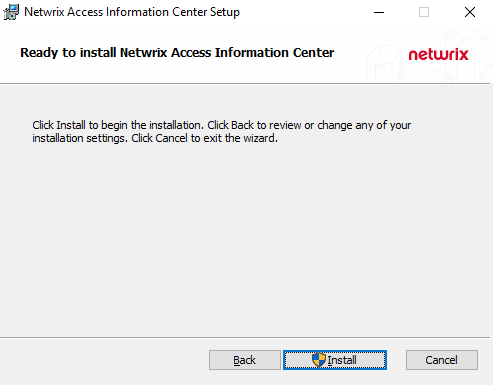 Netwrix Access Information Center Setup
Ready to install Netwrix Access Information Center
netwrix
Click Install to begin the installation. Click Back to review or change any of your
installation settings. Click Cancel to exit the wizard.
Back Install Cancel